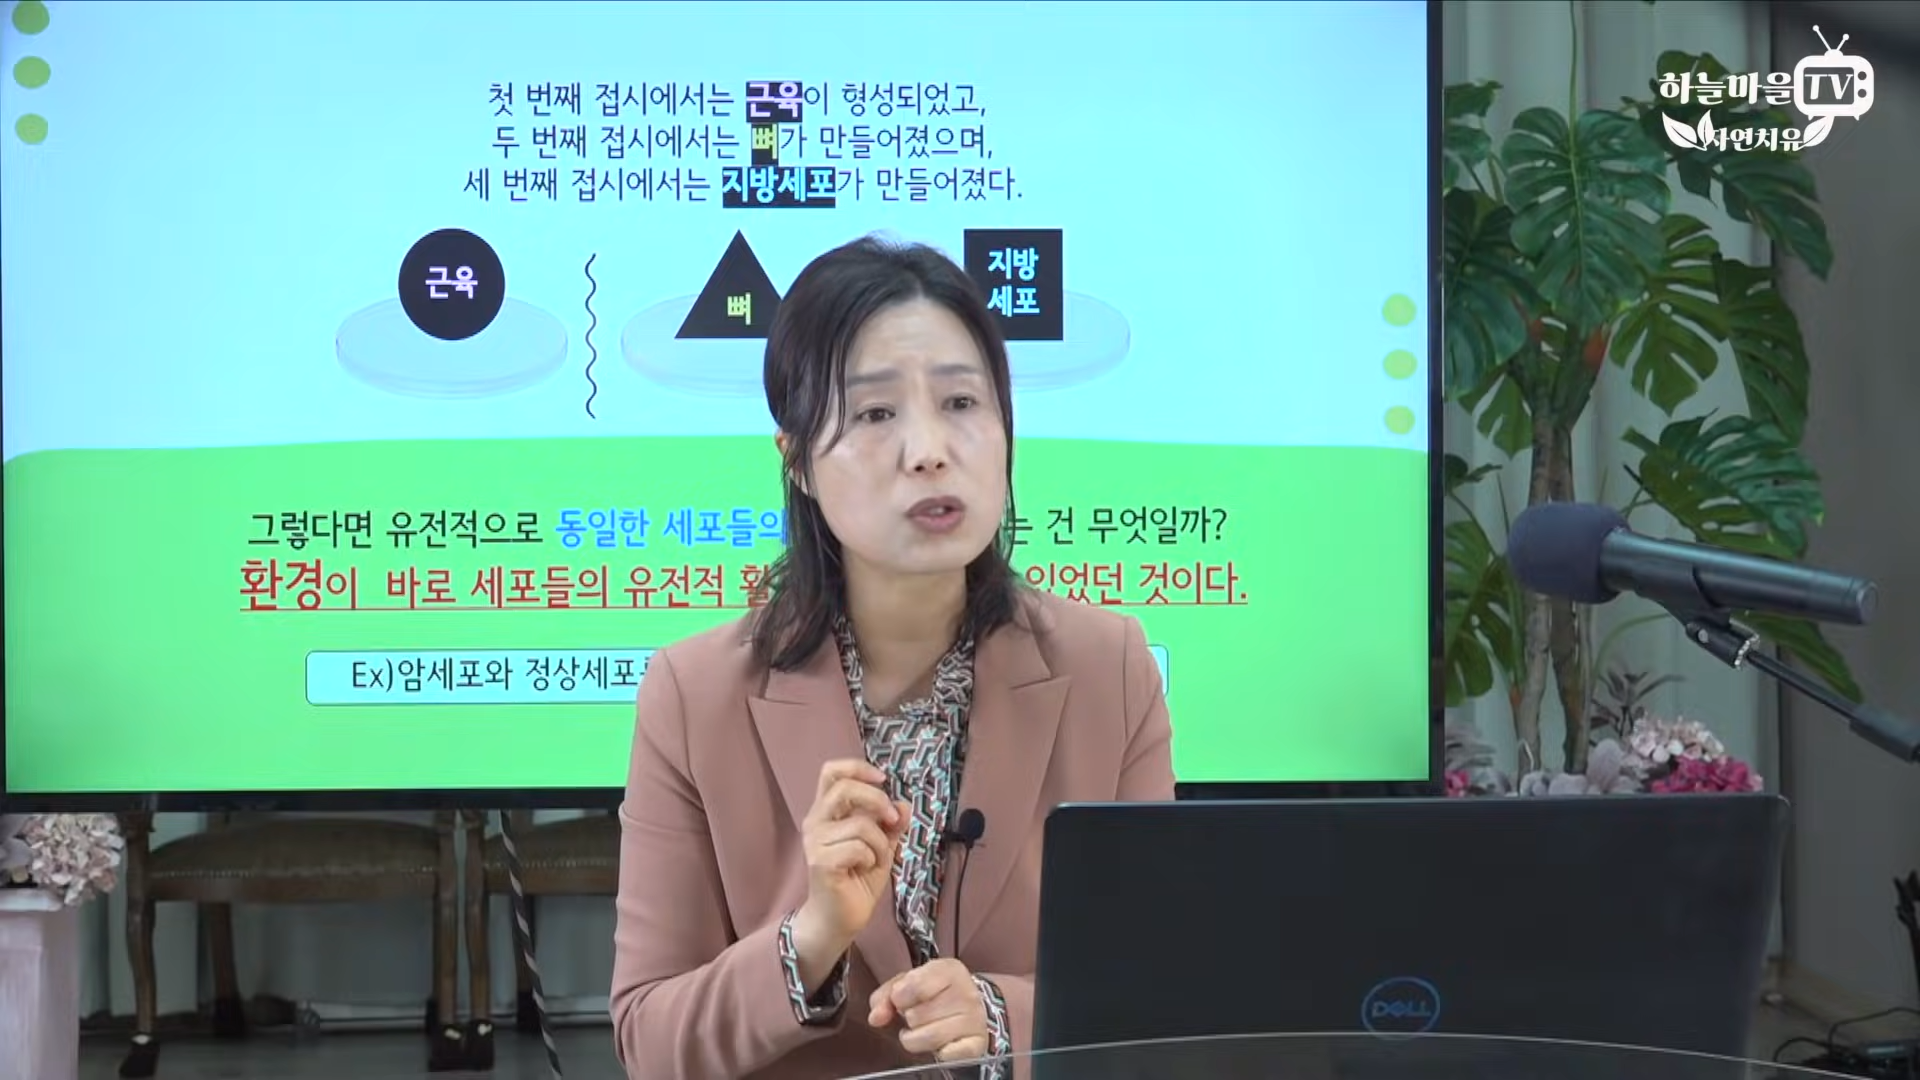 첫 번째 접시에서는 근육이 형성되었고,
두 번째 접시에서는 뼈가 만들어졌으며,
세 번째 접시에서는 지방세포가 만들어졌다.
근육
뼈
지방
세포
그렇다면 유전적으로 동일한 세포들의 는 건 무엇일까?
환경이 바로 세포들의 유전적 있었던 것이다.
Ex)암세포와 정상세포
하늘마을 TV
자연치유
DELL